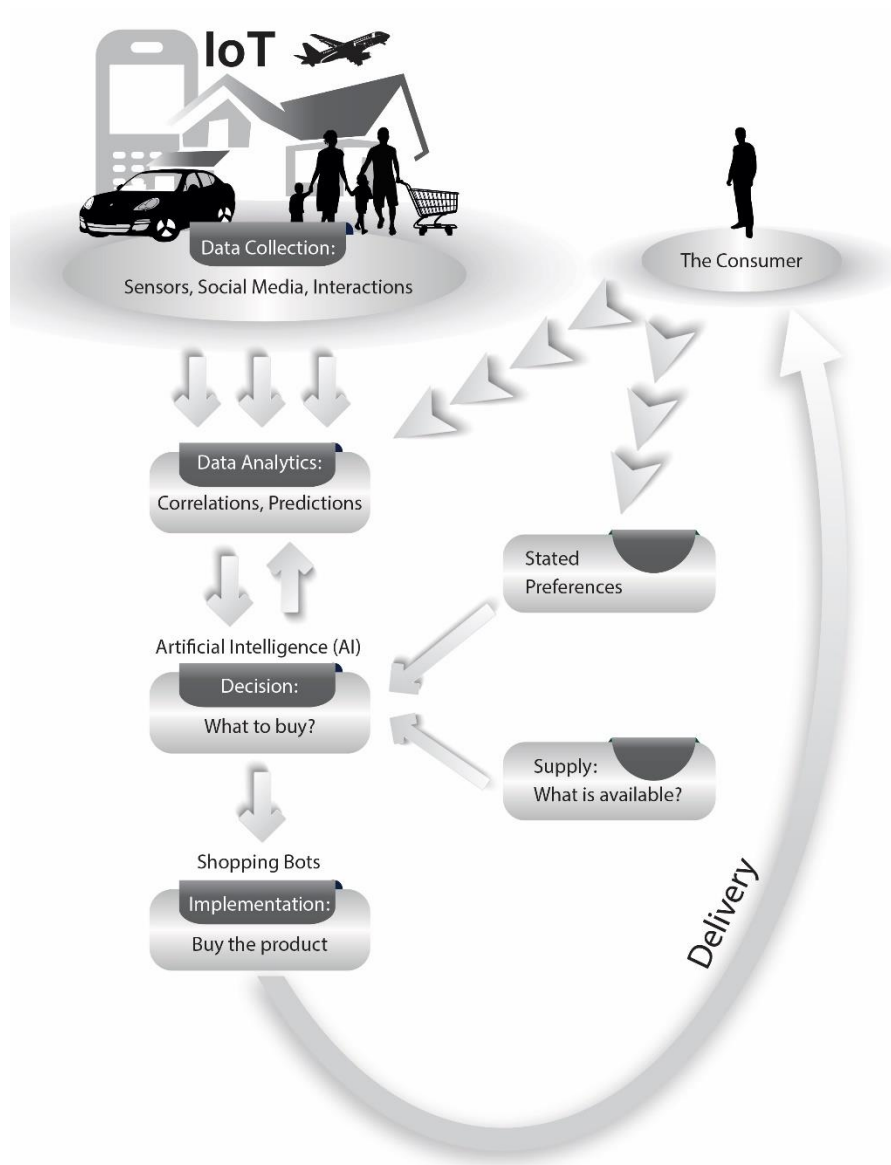 IoT
Data Collection:
Sensors, Social Media, Interactions
The Consumer
Data Analytics:
Correlations, Predictions
Stated
Preferences
Artificial Intelligence (AI)
Decision:
What to buy?
Supply:
What is available?
Shopping Bots
Implementation:
Buy the product
Delivery